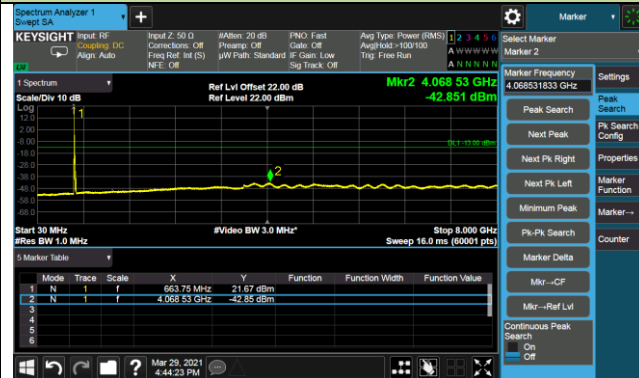 Spectrum Analyzer 1
Swept SA
+
Marker
KEYSIGHT
Input: RF
Coupling: DC
Align: Auto
Input Z: 50 Ω
Corrections: Off
Freq Ref: Int (S)
NFE: Off
#Atten: 20 dB
Preamp: Off
µW Path: Standard
PNO: Fast
Gate: Off
IF Gain: Low
Sig Track: Off
Avg Type: Power (RMS)
Avg|Hold:>100/100
Trig: Free Run
1 2 3 4 5 6
A W W W W W
A N N N N N
Select Marker
Marker 2
1 Spectrum
Scale/Div 10 dB
Ref Lvl Offset 22.00 dB
Ref Level 22.00 dBm
Mkr2 4.068 53 GHz
-42.851 dBm
Log
12.0
2.00
-8.00
-18.0
-28.0
-38.0
-48.0
-58.0
-68.0
1
DL1 -13.00 dBm
2
Start 30 MHz
#Res BW 1.0 MHz
#Video BW 3.0 MHz*
Stop 8.000 GHz
Sweep 16.0 ms (60001 pts)
5 Marker Table
Mode Trace Scale X Y Function Function Width Function Value
1 N 1 f 663.75 MHz 21.67 dBm
2 N 1 f 4.068 53 GHz -42.85 dBm
3
4
5
6
Mar 29, 2021
4:44:23 PM
?
Marker Frequency
4.068531833 GHz
Peak Search
Next Peak
Next Pk Right
Next Pk Left
Minimum Peak
Pk-Pk Search
Marker Delta
Mkr→CF
Mkr→Ref Lvl
Continuous Peak
Search
On
Off
Settings
Peak
Search
Pk Search
Config
Properties
Marker
Function
Marker→
Counter